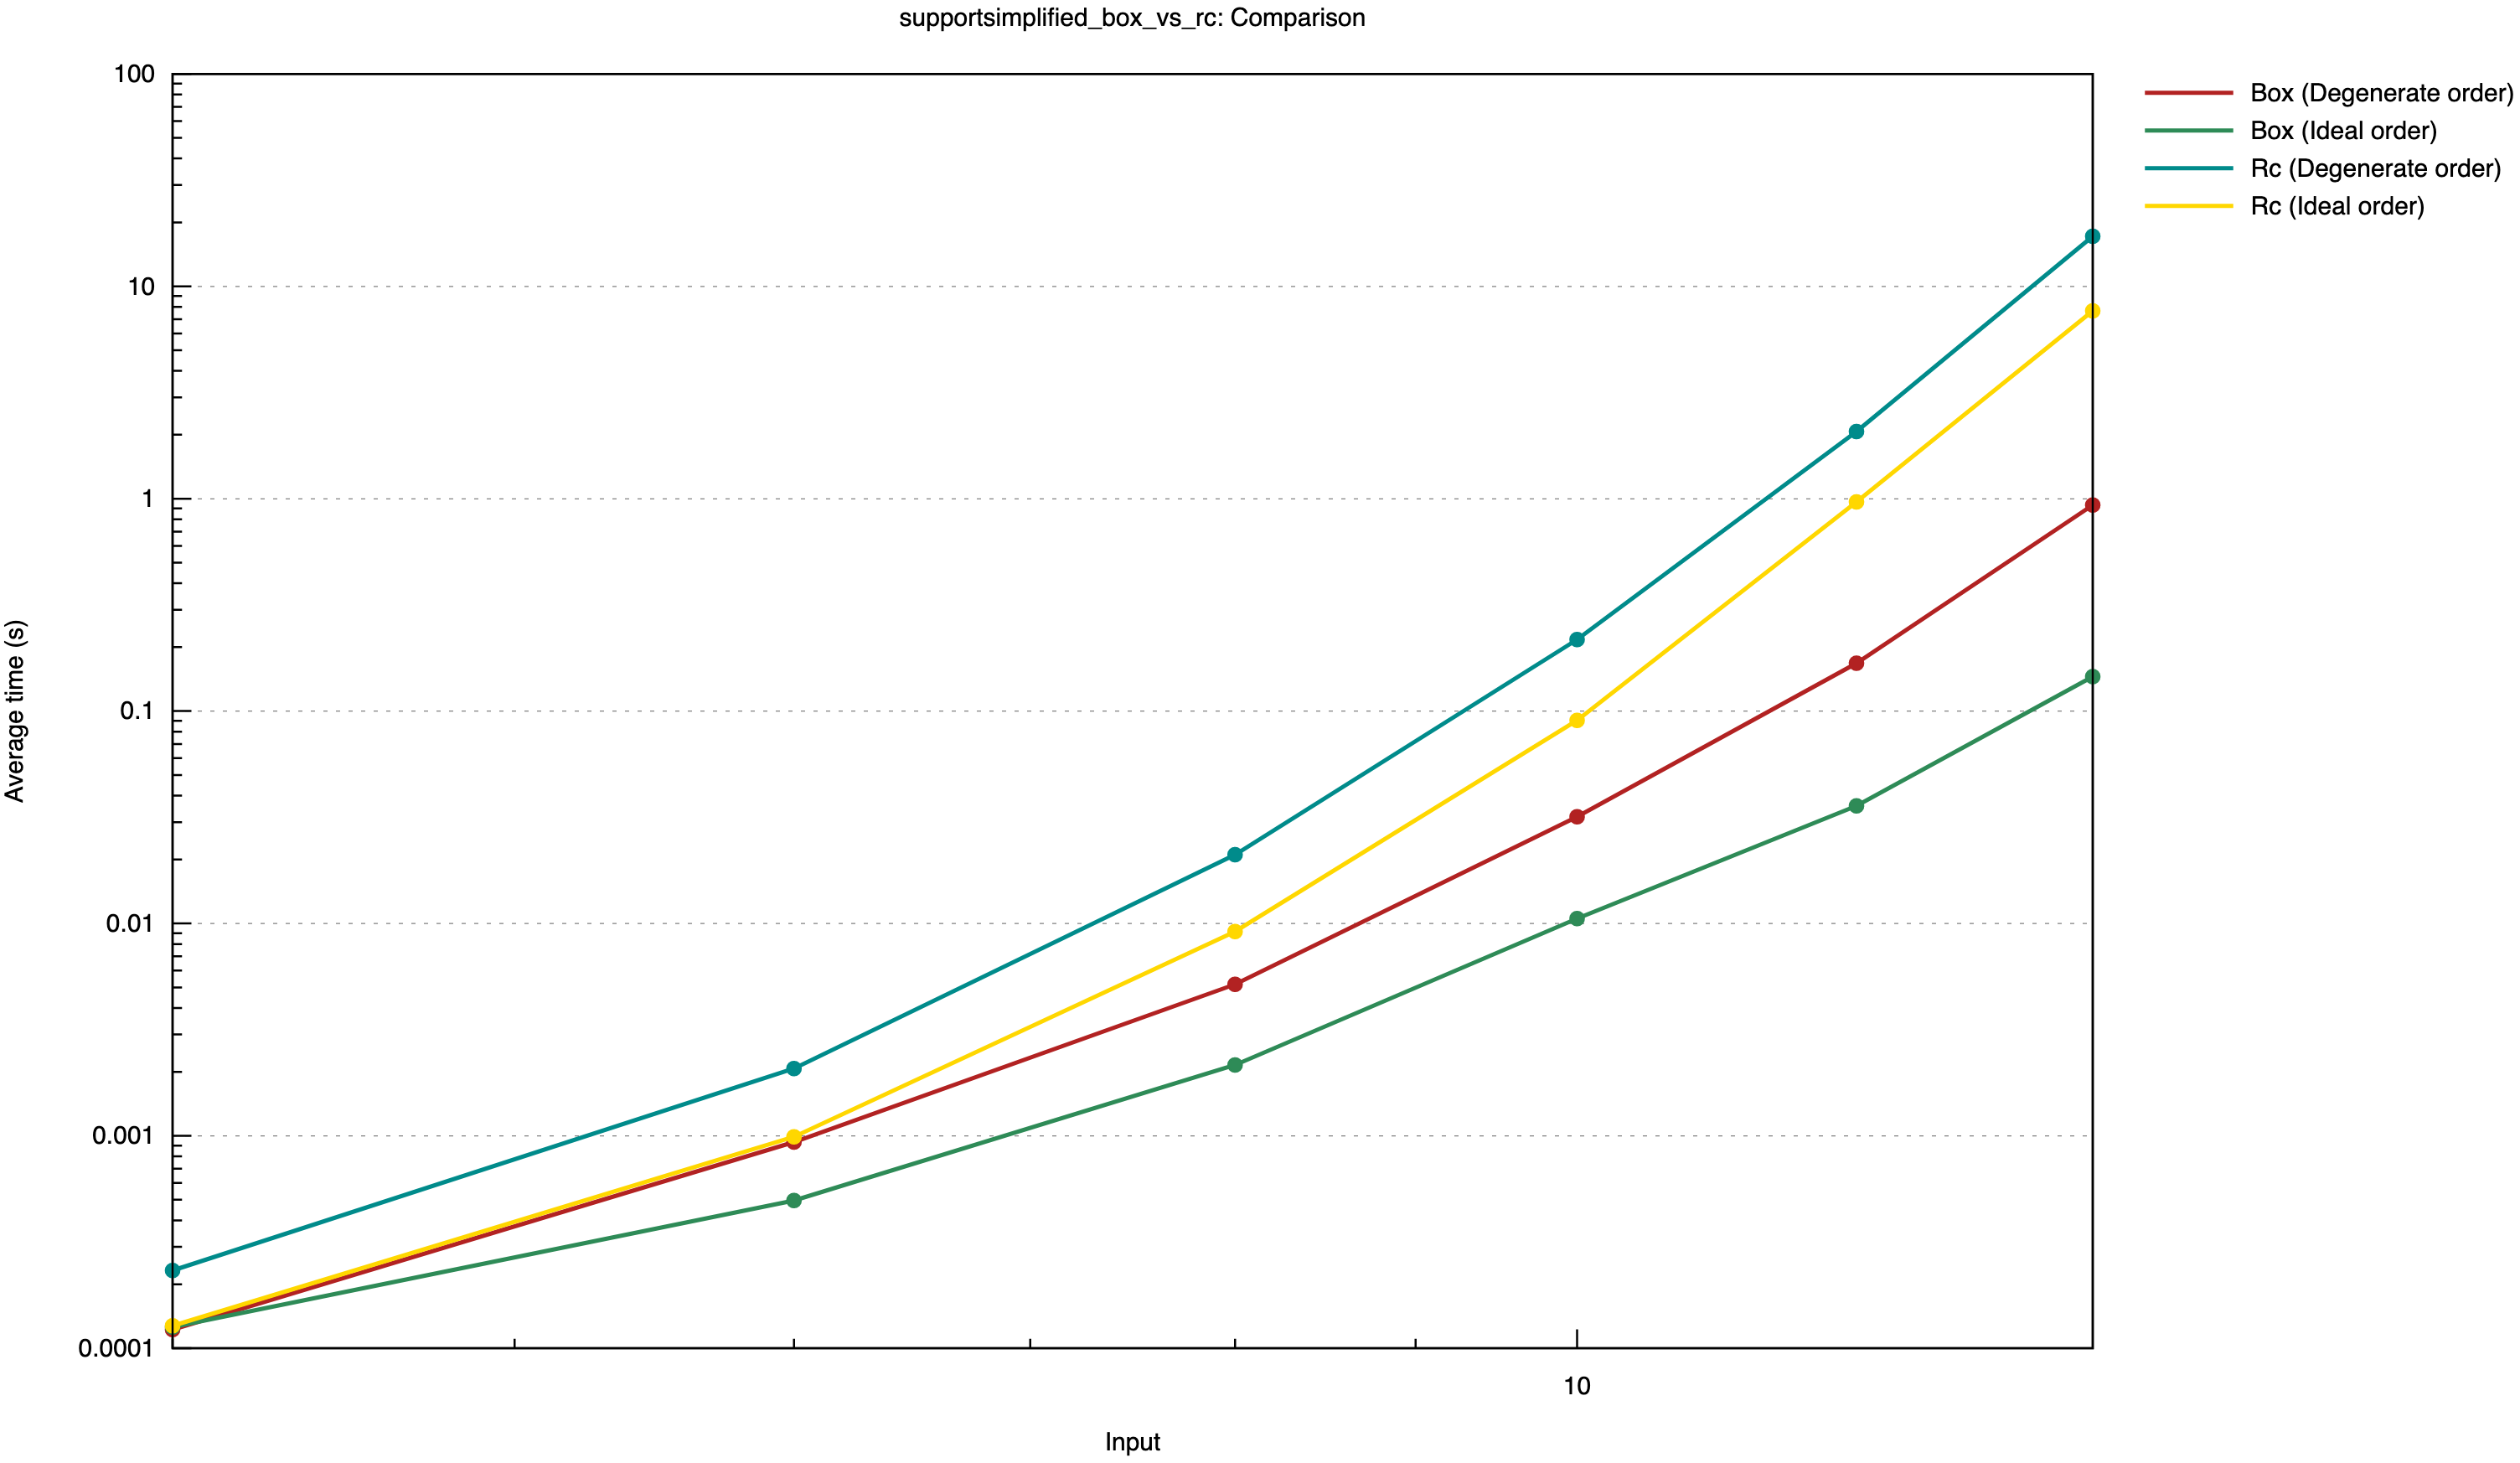 supportsimplified_box_vs_rc: Comparison
100
10
1
0.1
0.01
0.001
0.0001
Average time (s)
10
Input
Box (Degenerate order)
Box (Ideal order)
Rc (Degenerate order)
Rc (Ideal order)